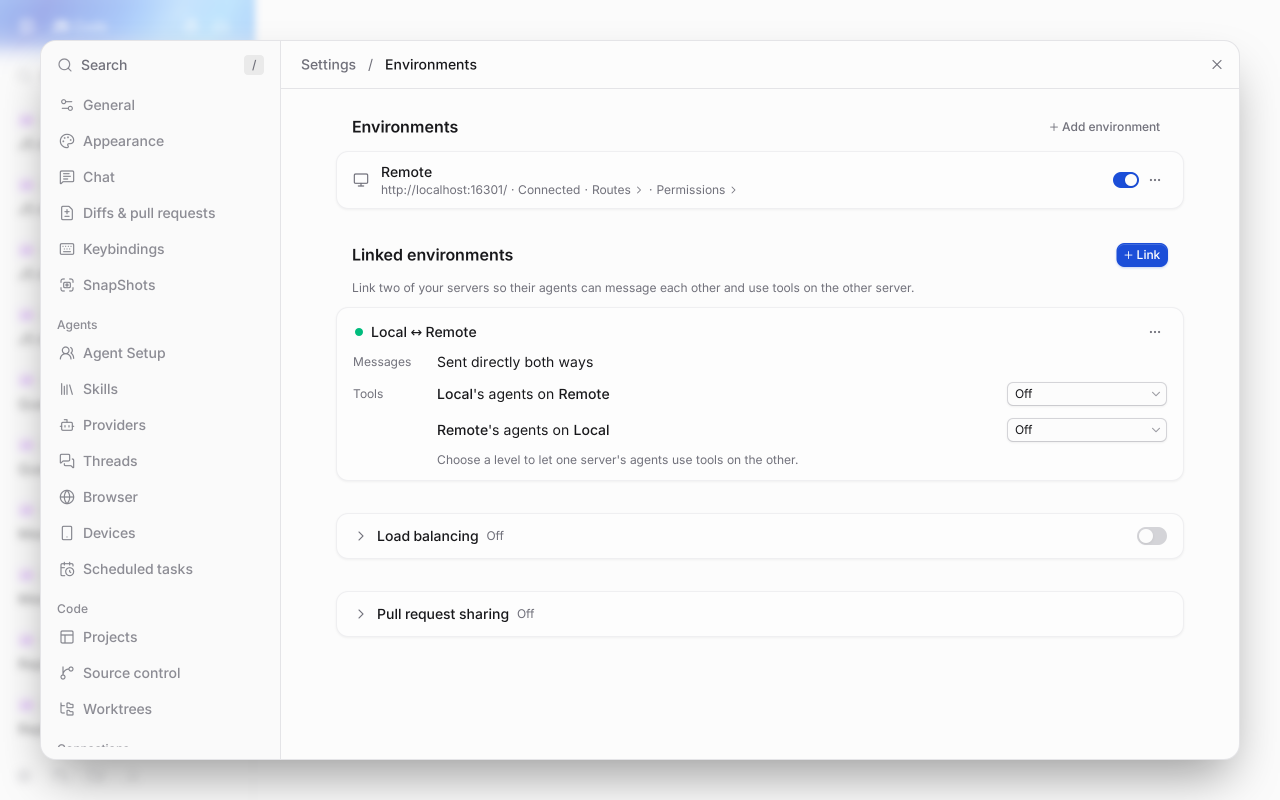 Search /
General
Appearance
Chat
Diffs & pull requests
Keybindings
SnapShots
Agents
Agent Setup
Skills
Providers
Threads
Browser
Devices
Scheduled tasks
Code
Projects
Source control
Worktrees
Settings / Environments
Environments
+ Add environment
Remote
http://localhost:16301/ · Connected · Routes > · Permissions >
Linked environments
+ Link
Link two of your servers so their agents can message each other and use tools on the other server.
Local ↔ Remote
Messages Sent directly both ways
Tools Local's agents on Remote Off
Remote's agents on Local Off
Choose a level to let one server's agents use tools on the other.
Load balancing Off
Pull request sharing Off